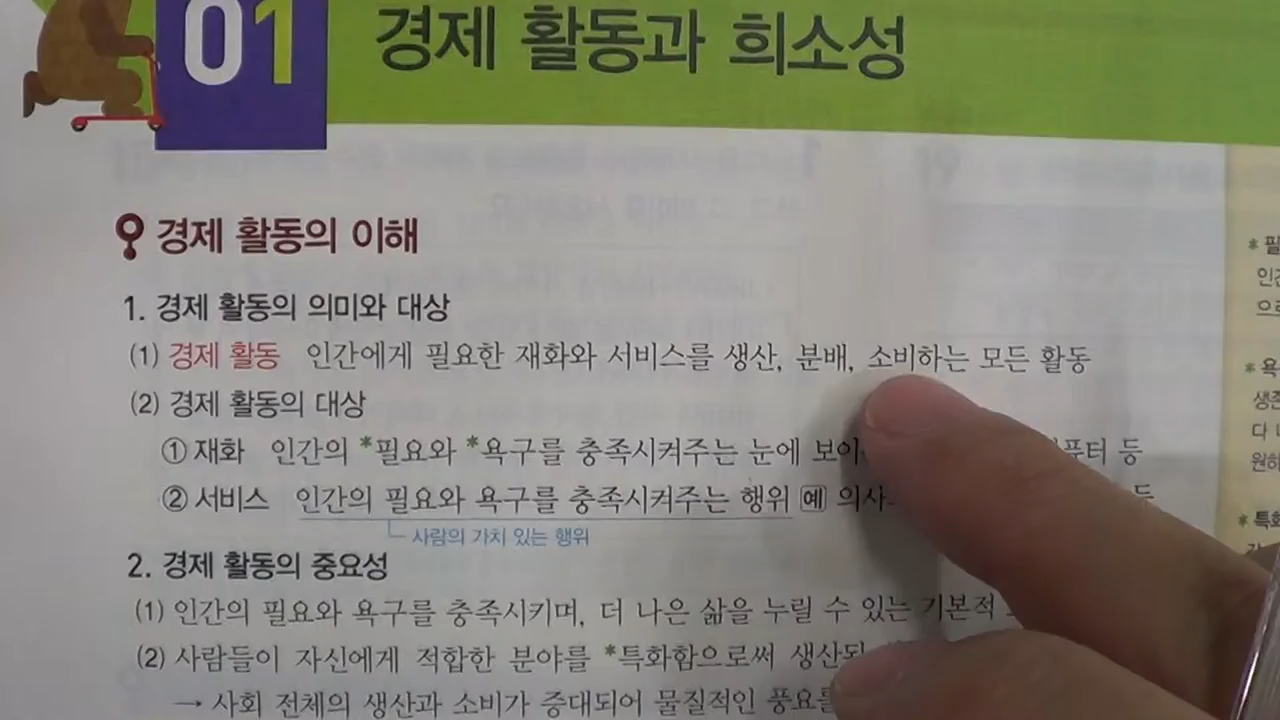 01
경제 활동과 희소성
경제 활동의 이해
1. 경제 활동의 의미와 대상
(1) 경제 활동 인간에게 필요한 재화와 서비스를 생산, 분배, 소비하는 모든 활동
(2) 경제 활동의 대상
① 재화 인간의 *필요와 *욕구를 충족시켜주는 눈에 등
② 서비스 인간의 필요와 욕구를 충족시켜주는 행위 예 등
사람의 가치 있는 행위
2. 경제 활동의 중요성
(1) 인간의 필요와 욕구를 충족시키며, 더 나은 삶을 누릴 수 있는 기본적
(2) 사람들이 자신에게 적합한 분야를 *특화함으로써
→ 사회 전체의 생산과 소비가 증대되어 물질적인